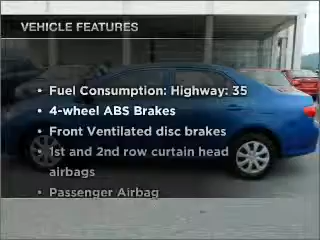 VEHICLE FEATURES
• Fuel Consumption: Highway: 35
• 4-wheel ABS Brakes
• Front Ventilated disc brakes
• 1st and 2nd row curtain head
airbags
• Passenger Airbag